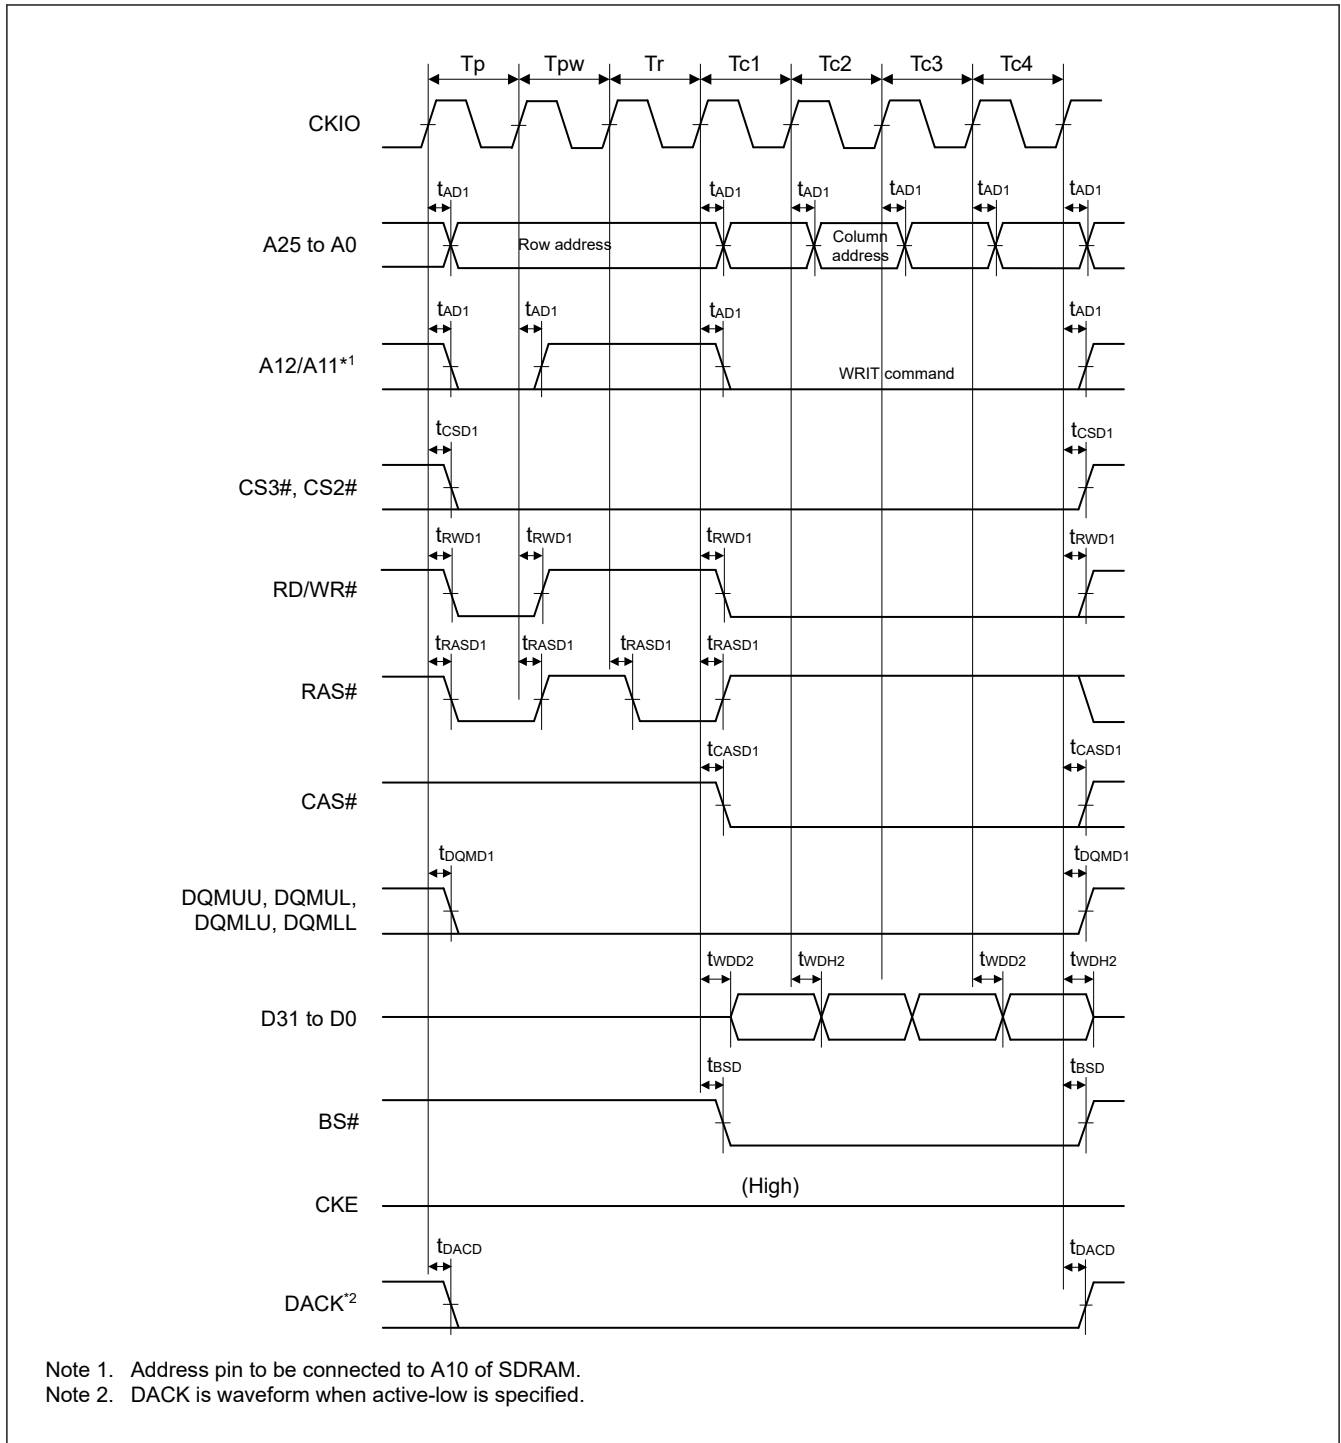 Tp Tpw Tr Tc1 Tc2 Tc3 Tc4
CKIO
tAD1 tAD1 tAD1 tAD1 tAD1 tAD1
A25 to A0
Row address
Column
address
tAD1 tAD1 tAD1 tAD1
A12/A11*1
WRIT command
tCSD1 tCSD1
CS3#, CS2#
tRWD1 tRWD1 tRWD1 tRWD1
RD/WR#
tRASD1 tRASD1 tRASD1 tRASD1
RAS#
tCASD1 tCASD1
CAS#
tDQMD1 tDQMD1
DQMUU, DQMUL,
DQMLU, DQMLL
tWDD2 tWDH2 tWDD2 tWDH2
D31 to D0
tBSD tBSD
BS#
(High)
CKE
tDACD tDACD
DACK*2
Note 1. Address pin to be connected to A10 of SDRAM.
Note 2. DACK is waveform when active-low is specified.